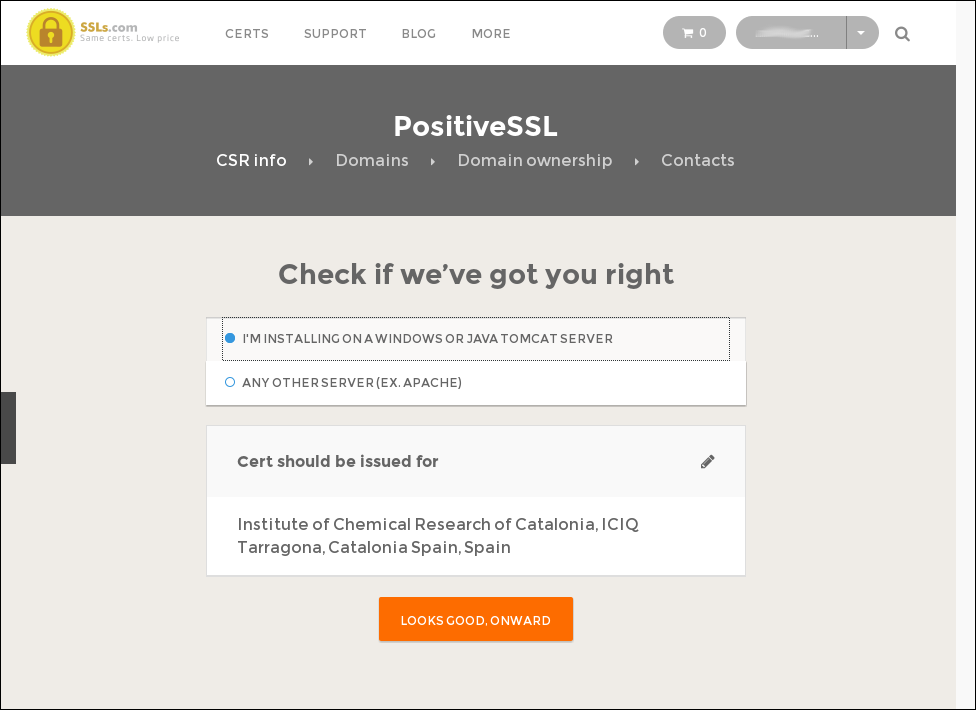 SSLs.com
Same certs. Low price
CERTS SUPPORT BLOG MORE
0
...
PositiveSSL
CSR info Domains Domain ownership Contacts
Check if we’ve got you right
I'M INSTALLING ON A WINDOWS OR JAVA TOMCAT SERVER
ANY OTHER SERVER (EX. APACHE)
Cert should be issued for
Institute of Chemical Research of Catalonia, ICIQ
Tarragona, Catalonia Spain, Spain
LOOKS GOOD, ONWARD